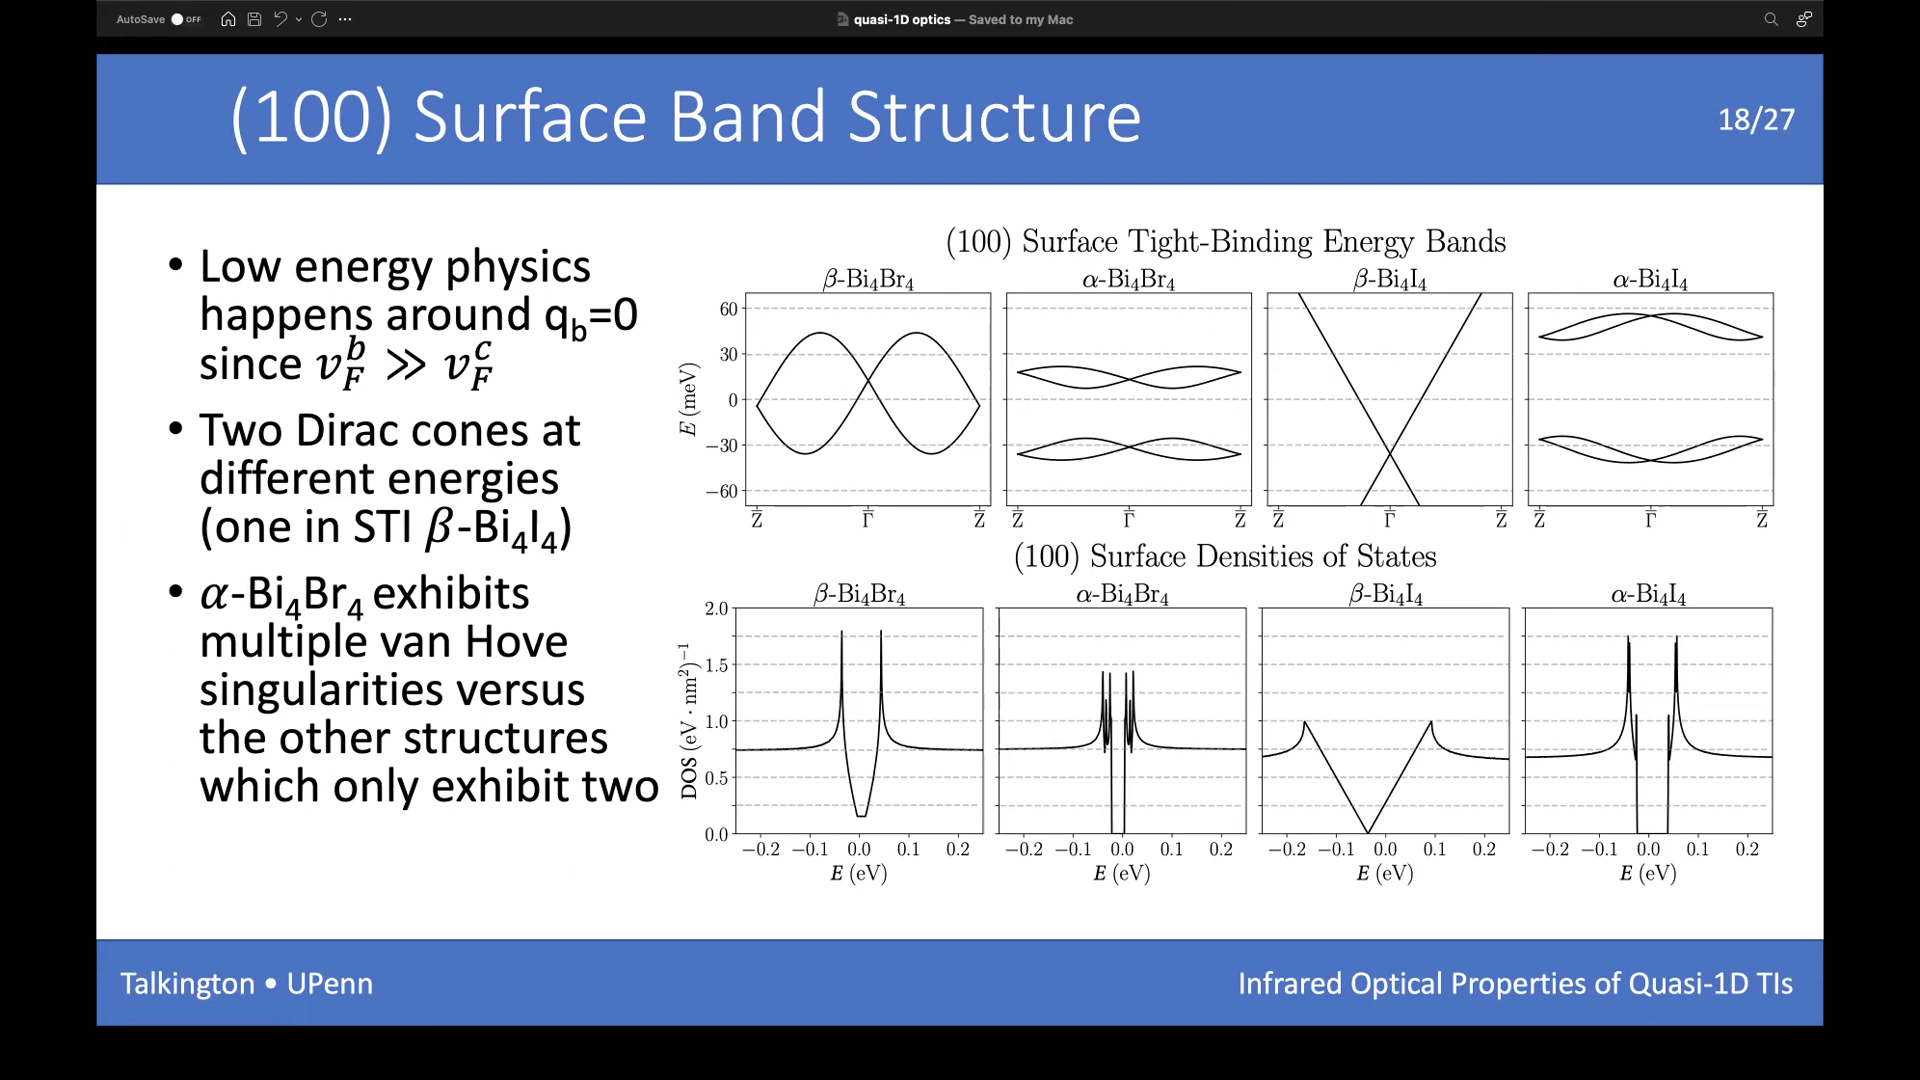 AutoSave OFF
quasi-1D optics — Saved to my Mac
(100) Surface Band Structure
18/27
• Low energy physics
happens around q_b=0
since v_F^b ≫ v_F^c
• Two Dirac cones at
different energies
(one in STI β-Bi₄I₄)
• α-Bi₄Br₄ exhibits
multiple van Hove
singularities versus
the other structures
which only exhibit two
(100) Surface Tight-Binding Energy Bands
β-Bi₄Br₄ α-Bi₄Br₄ β-Bi₄I₄ α-Bi₄I₄
60
30
0
−30
−60
E (meV)
Z̅ Γ̅ Z̅ Z̅ Γ̅ Z̅ Z̅ Γ̅ Z̅ Z̅ Γ̅ Z̅
(100) Surface Densities of States
β-Bi₄Br₄ α-Bi₄Br₄ β-Bi₄I₄ α-Bi₄I₄
2.0
1.5
1.0
0.5
0.0
DOS (eV · nm²)⁻¹
−0.2 −0.1 0.0 0.1 0.2 −0.2 −0.1 0.0 0.1 0.2 −0.2 −0.1 0.0 0.1 0.2 −0.2 −0.1 0.0 0.1 0.2
E (eV) E (eV) E (eV) E (eV)
Talkington • UPenn
Infrared Optical Properties of Quasi-1D TIs